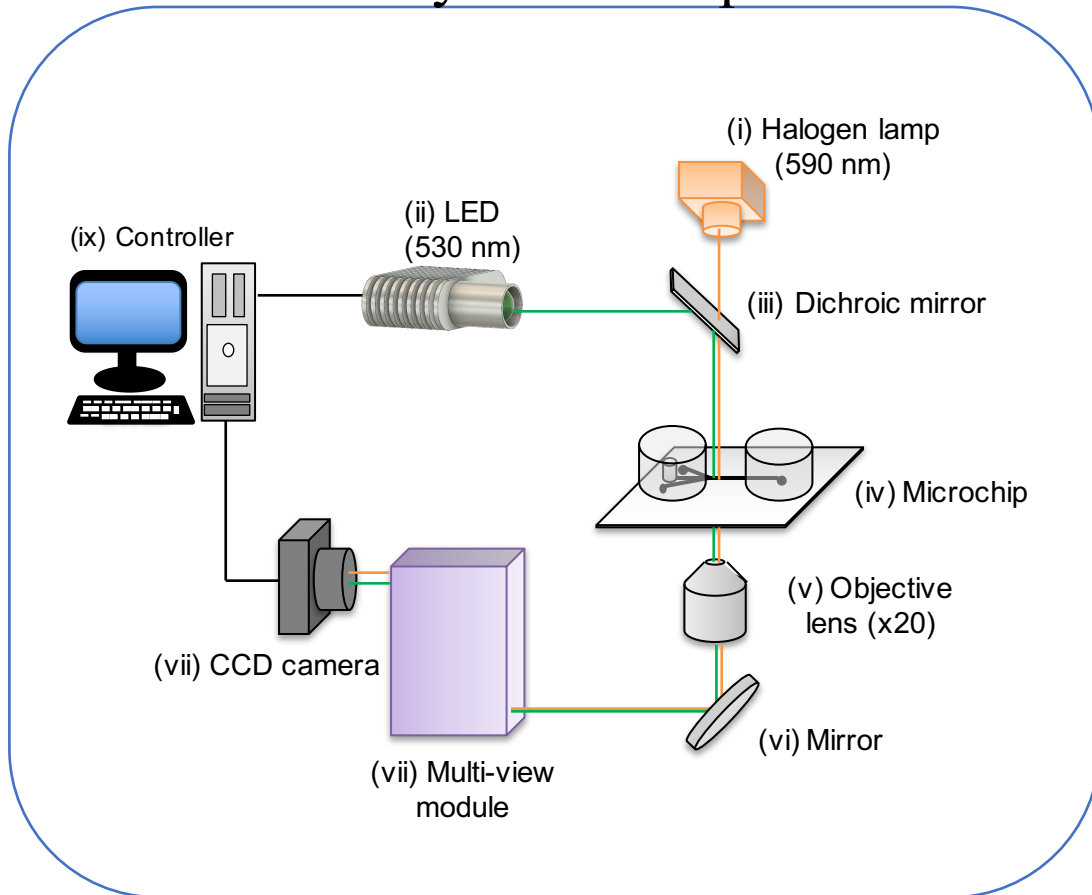 (i) Halogen lamp
(590 nm)
(ii) LED
(530 nm)
(ix) Controller
(iii) Dichroic mirror
(iv) Microchip
(v) Objective
lens (x20)
(vii) CCD camera
(vi) Mirror
(vii) Multi-view
module